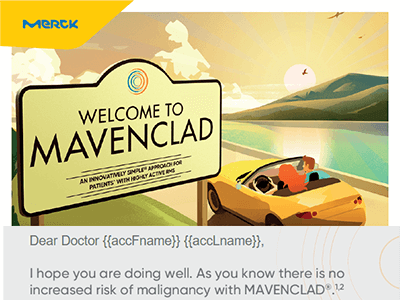 MERCK
WELCOME TO
MAVENCLAD
AN INNOVATIVELY SIMPLE* APPROACH FOR
PATIENTS† WITH HIGHLY ACTIVE RMS
Dear Doctor {{accFname}} {{accLname}},
I hope you are doing well. As you know there is no
increased risk of malignancy with MAVENCLAD®.1,2